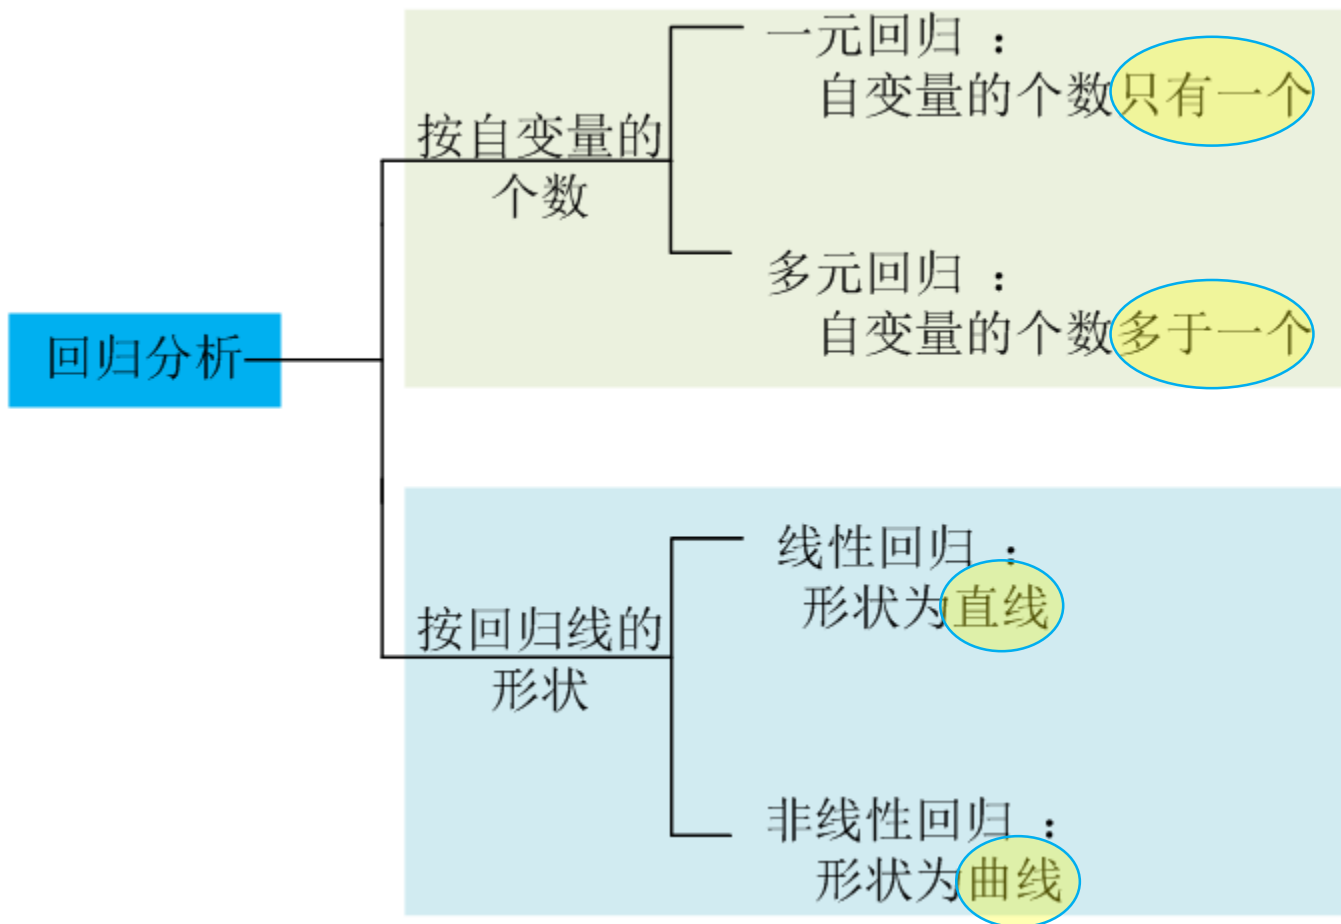 回归分析
按自变量的
个数
一元回归 ：
自变量的个数只有一个
多元回归 ：
自变量的个数多于一个
按回归线的
形状
线性回归 ：
形状为直线
非线性回归 ：
形状为曲线